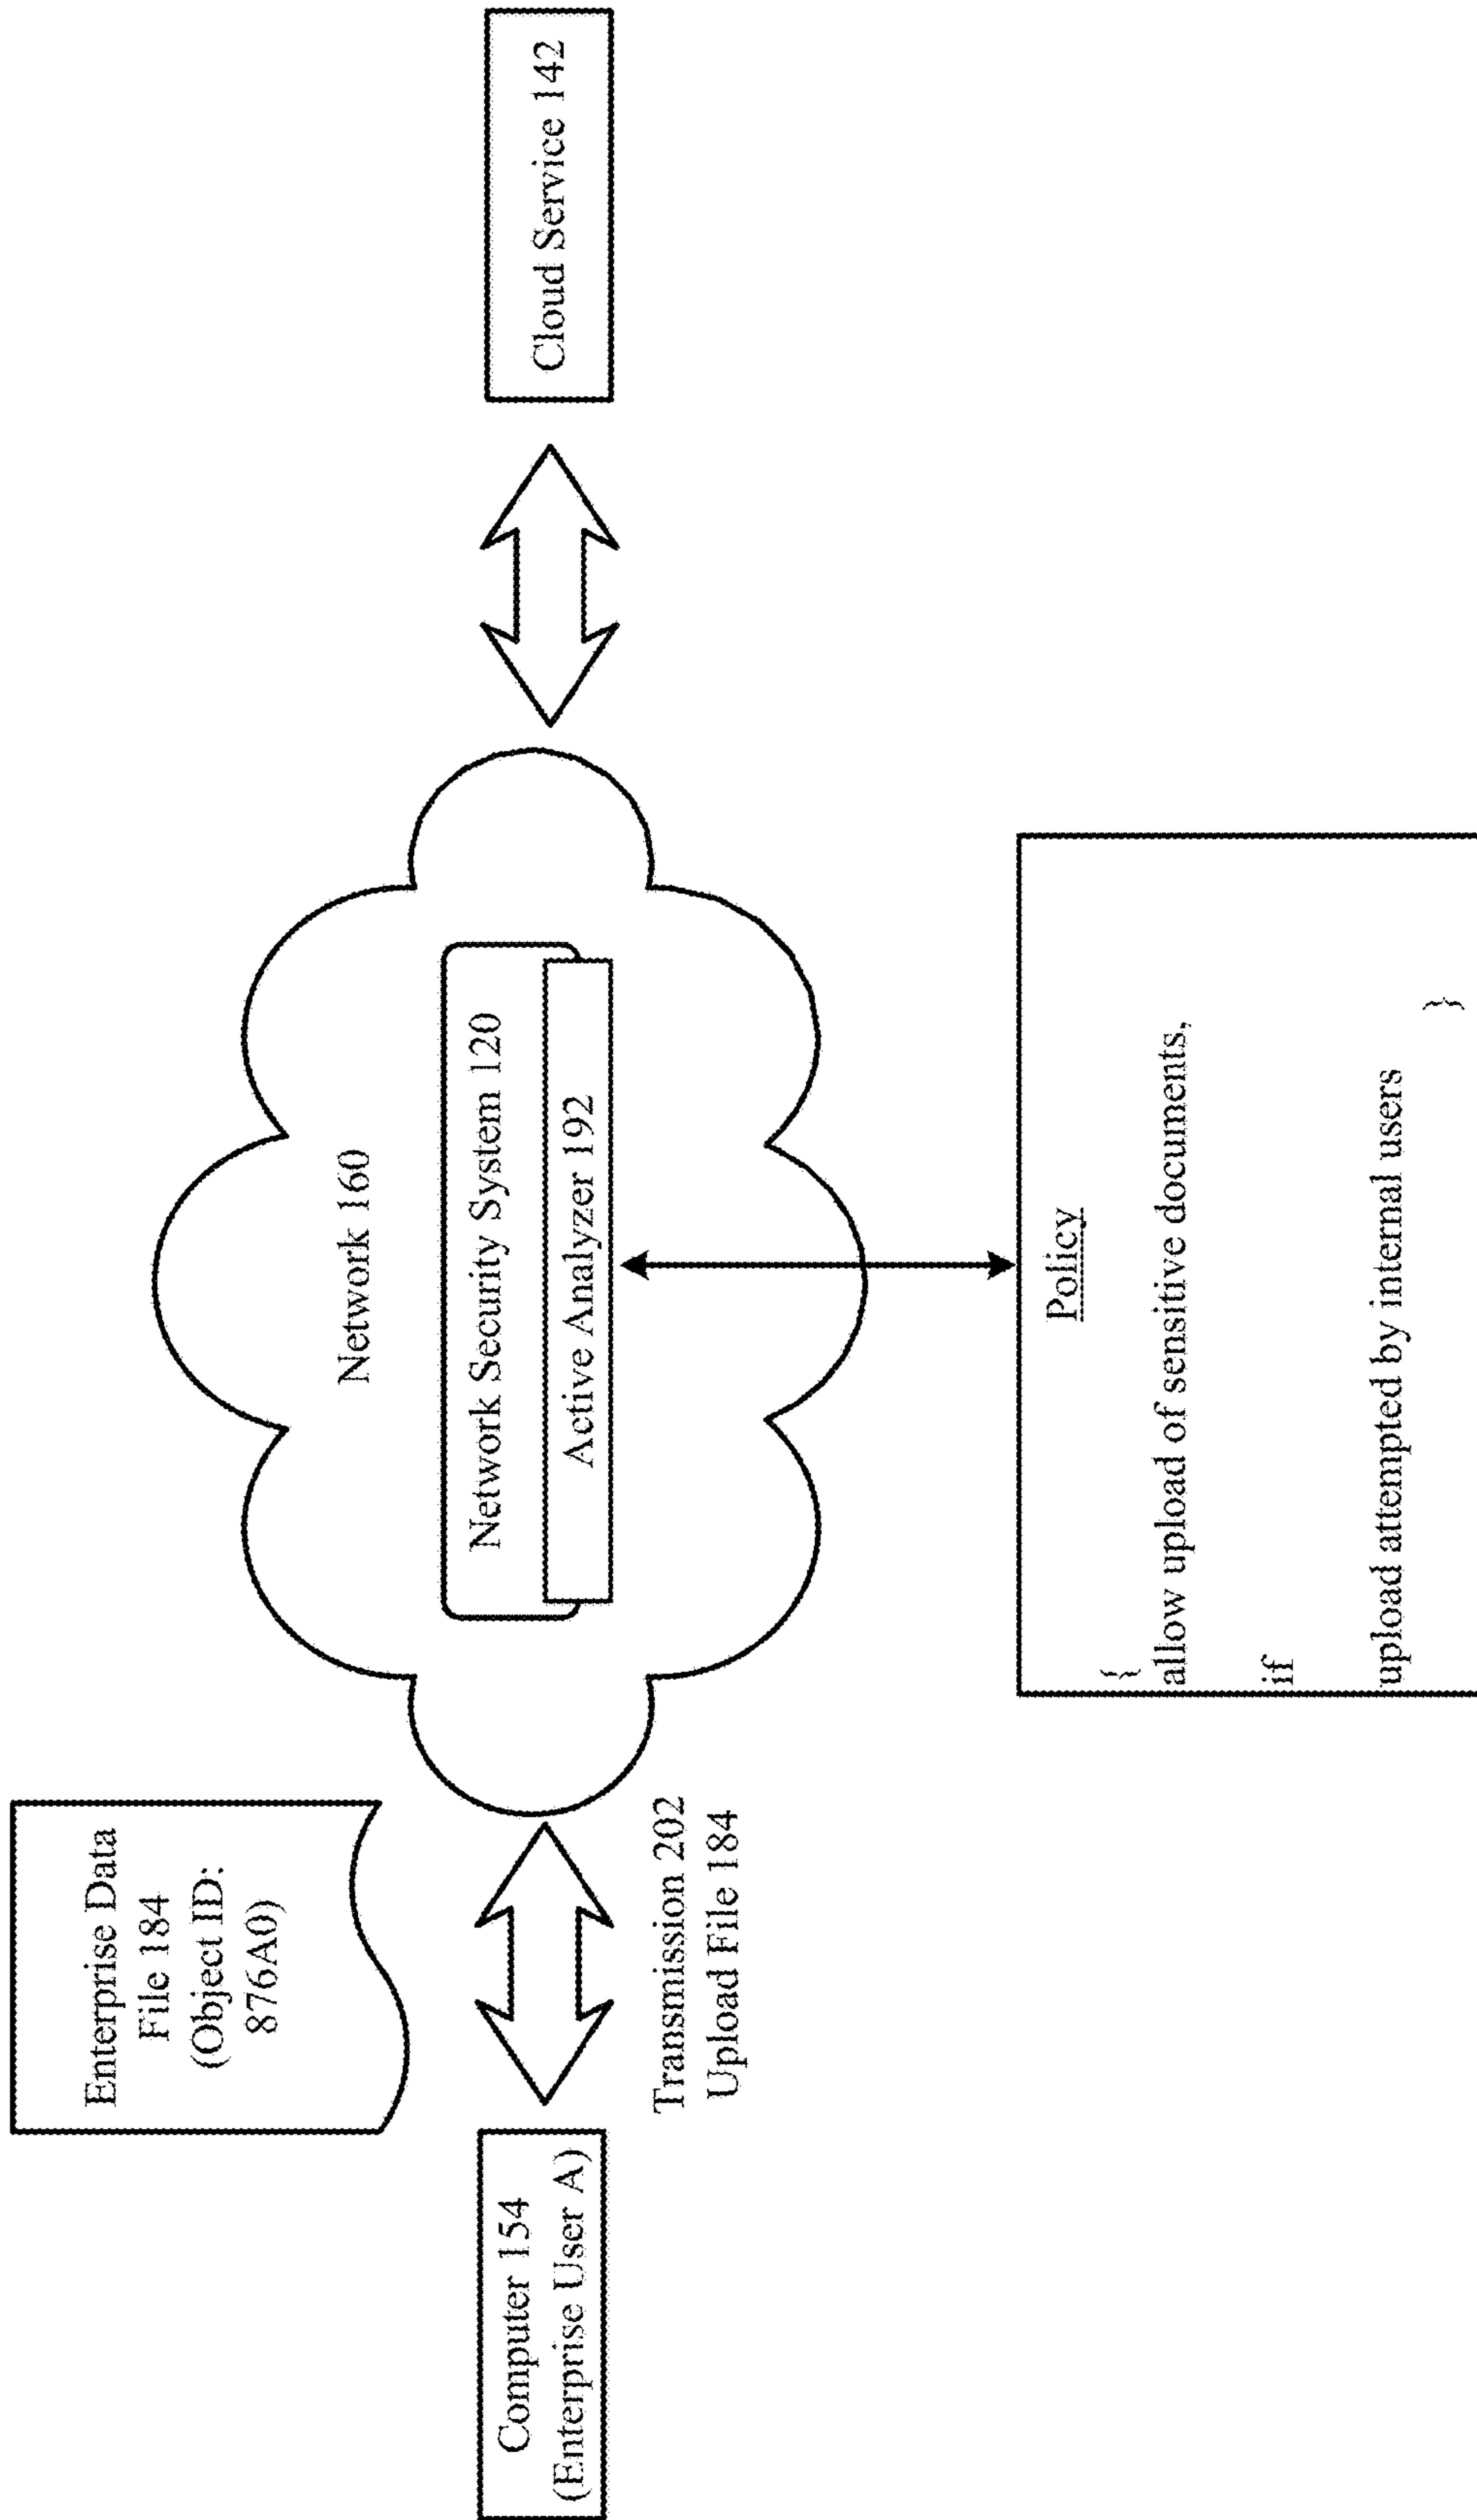 Enterprise Data
File 184
(Object ID:
876A0)
Computer 154
(Enterprise User A)
Transmission 202
Upload File 184
Network 160
Network Security System 120
Active Analyzer 192
Cloud Service 142
Policy
{
allow upload of sensitive documents,
if
upload attempted by internal users
}